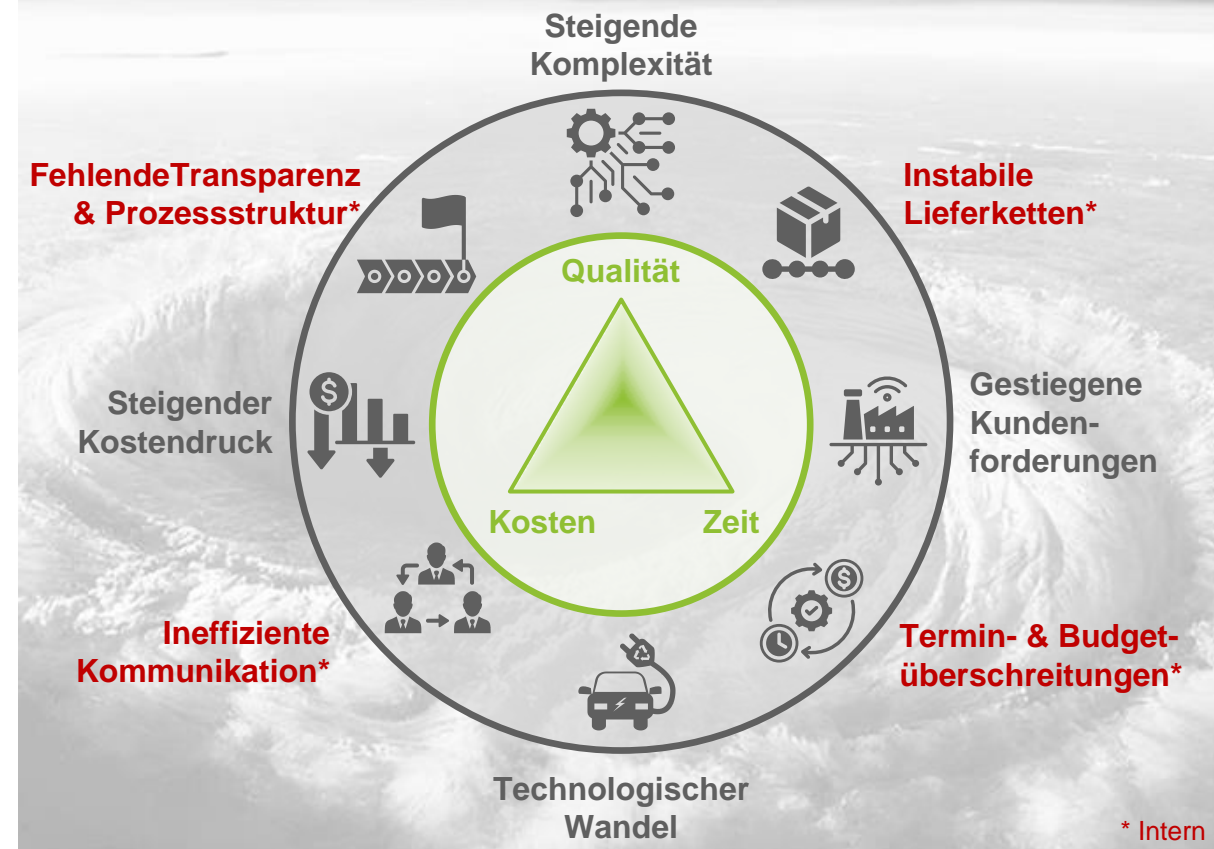 Steigende
Komplexität
FehlendeTransparenz
& Prozessstruktur*
Instabile
Lieferketten*
Qualität
$
Steigender
Kostendruck
Gestiegene
Kunden-
forderungen
Kosten
Zeit
$
Ineffiziente
Kommunikation*
Termin- & Budget-
überschreitungen*
Technologischer
Wandel
* Intern